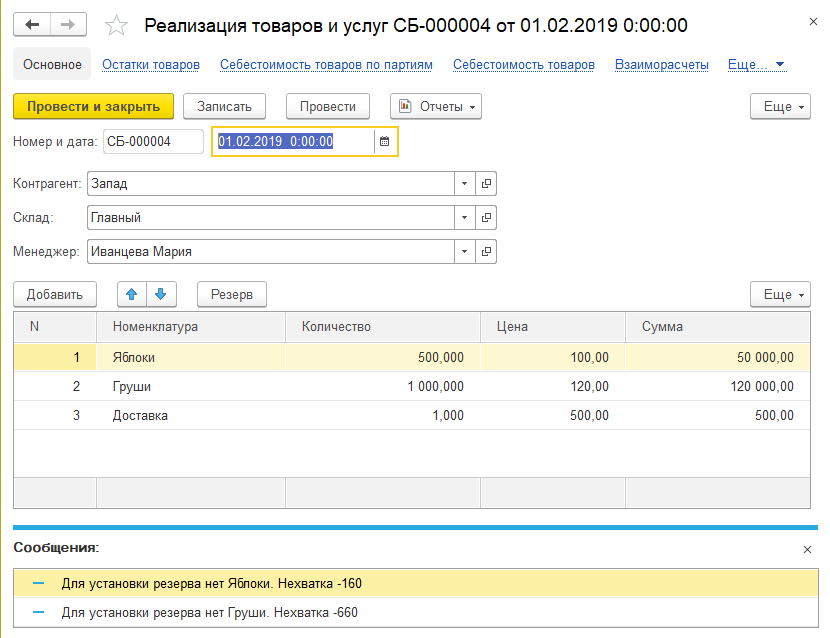 Реализация товаров и услуг СБ-000004 от 01.02.2019 0:00:00
Основное Остатки товаров Себестоимость товаров по партиям Себестоимость товаров Взаиморасчеты Еще...
Провести и закрыть Записать Провести Отчеты Еще
Номер и дата: СБ-000004 01.02.2019 0:00:00
Контрагент: Запад
Склад: Главный
Менеджер: Иванцева Мария
Добавить Резерв Еще
N Номенклатура Количество Цена Сумма
1 Яблоки 500,000 100,00 50 000,00
2 Груши 1 000,000 120,00 120 000,00
3 Доставка 1,000 500,00 500,00
Сообщения:
Для установки резерва нет Яблоки. Нехватка -160
Для установки резерва нет Груши. Нехватка -660